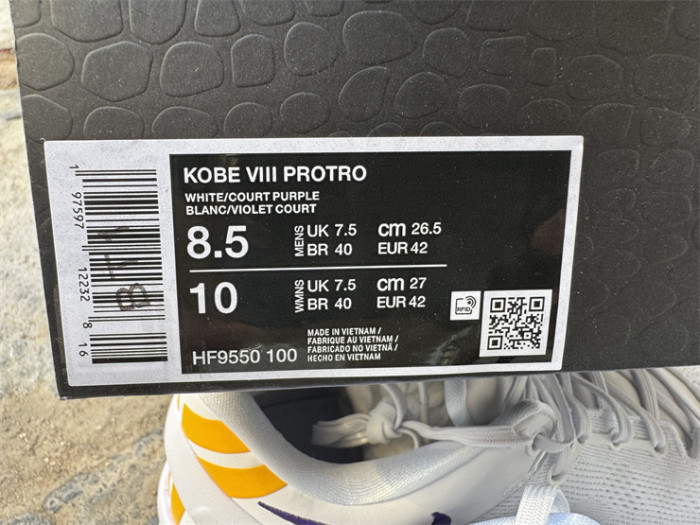 KOBE VIII PROTRO
WHITE/COURT PURPLE
BLANC/VIOLET COURT
8.5 MENS UK 7.5 cm 26.5
BR 40 EUR 42
10 WMNS UK 7.5 cm 27
BR 40 EUR 42
RFID
HF9550 100
MADE IN VIETNAM/
FABRIQUE AU VIETNAM/
FABRICADO NO VIETNÃ/
HECHO EN VIETNAM
1 97597 12232 8 16